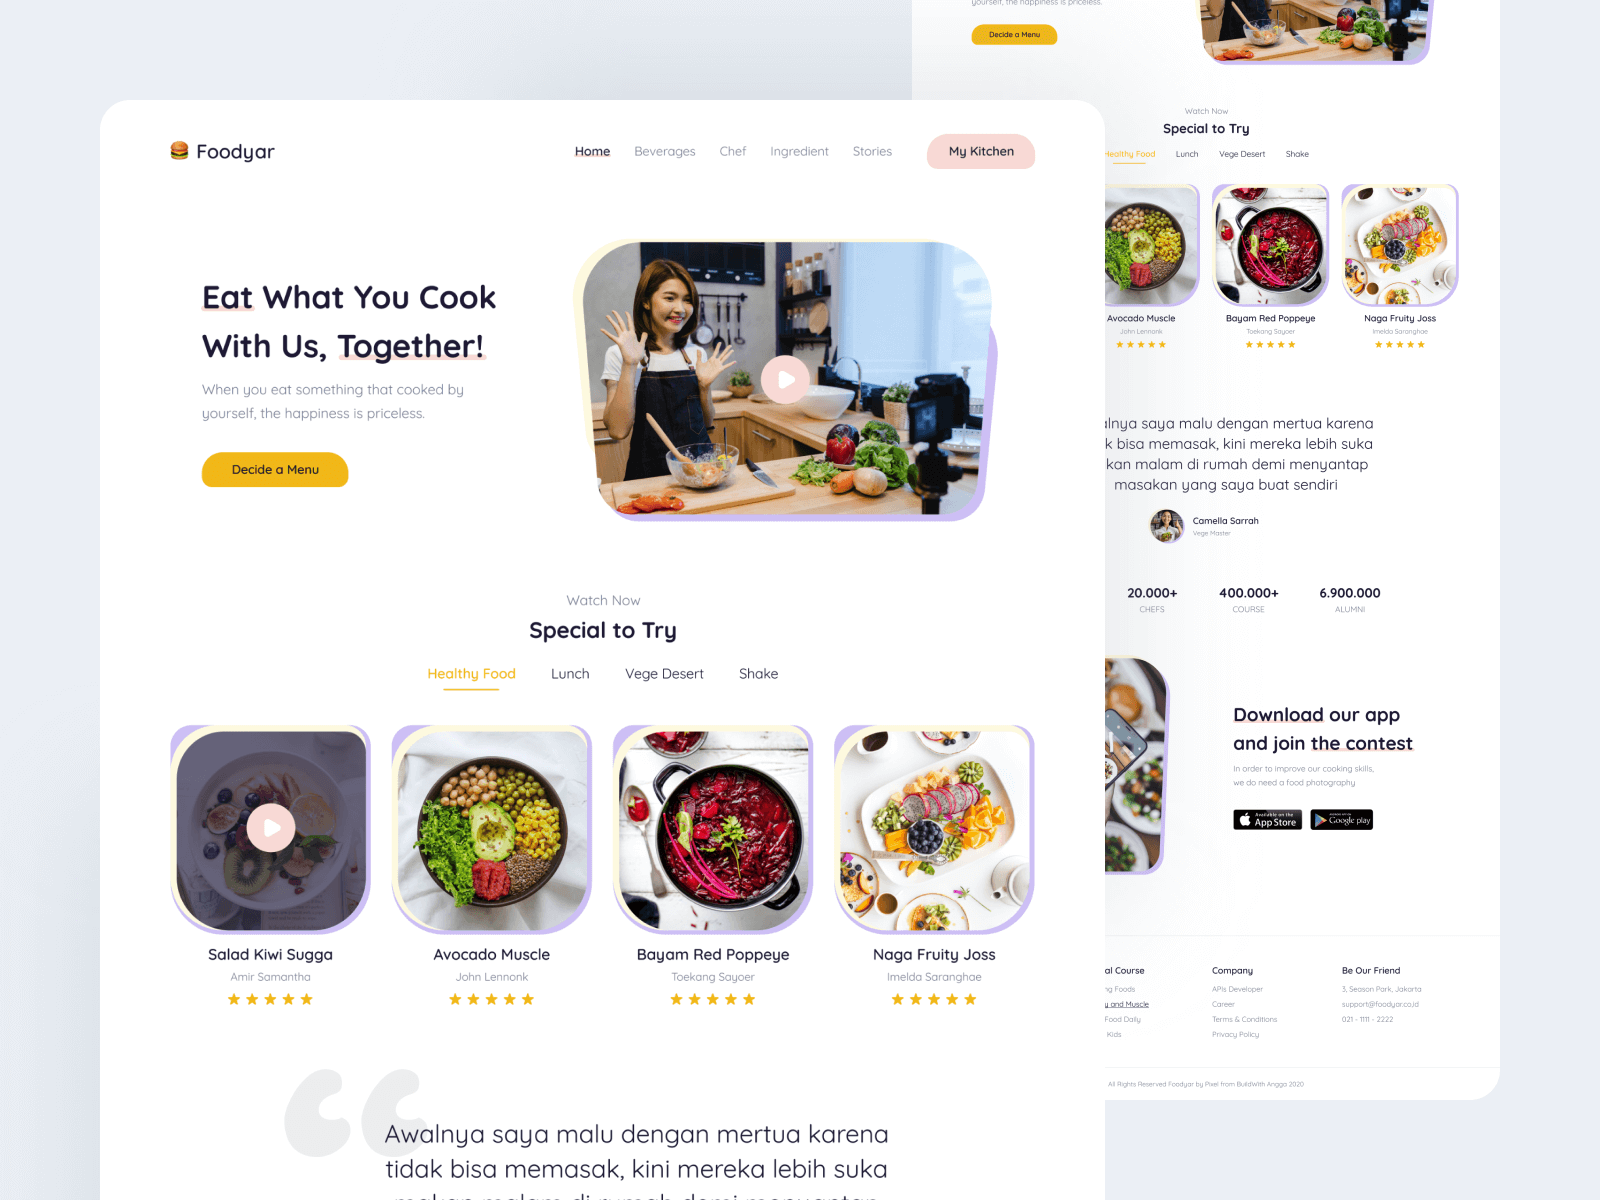 Foodyar
Home Beverages Chef Ingredient Stories My Kitchen
Eat What You Cook
With Us, Together!
When you eat something that cooked by
yourself, the happiness is priceless.
Decide a Menu
Watch Now
Special to Try
Healthy Food Lunch Vege Desert Shake
Salad Kiwi Sugga
Amir Samantha
Avocado Muscle
John Lennonk
Bayam Red Poppeye
Toekang Sayoer
Naga Fruity Joss
Imelda Saranghae
Awalnya saya malu dengan mertua karena
tidak bisa memasak, kini mereka lebih suka
makan malam di rumah demi menyantap
yourself, the happiness is priceless.
Decide a Menu
Watch Now
Special to Try
Healthy Food Lunch Vege Desert Shake
Avocado Muscle
John Lennonk
Bayam Red Poppeye
Toekang Sayoer
Naga Fruity Joss
Imelda Saranghae
alnya saya malu dengan mertua karena
k bisa memasak, kini mereka lebih suka
kan malam di rumah demi menyantap
masakan yang saya buat sendiri
Camella Sarrah
Vege Master
20.000+ 400.000+ 6.900.000
CHEFS COURSE ALUMNI
Download our app
and join the contest
In order to improve our cooking skills,
we do need a food photography
Available on the
App Store
Google play
al Course
ng Foods
y and Muscle
Food Daily
Kids
Company
APIs Developer
Career
Terms & Conditions
Privacy Policy
Be Our Friend
3, Season Park, Jakarta
support@foodyar.co.id
021 - 1111 - 2222
All Rights Reserved Foodyar by Pixel from BuildWith Angga 2020